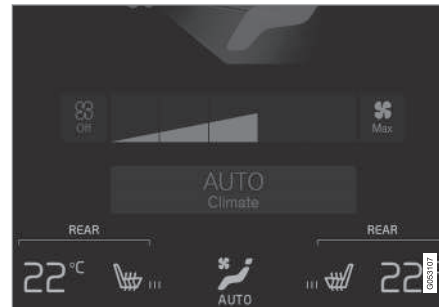 Off
Max
AUTO
Climate
REAR REAR
22°C 22
AUTO
G053107